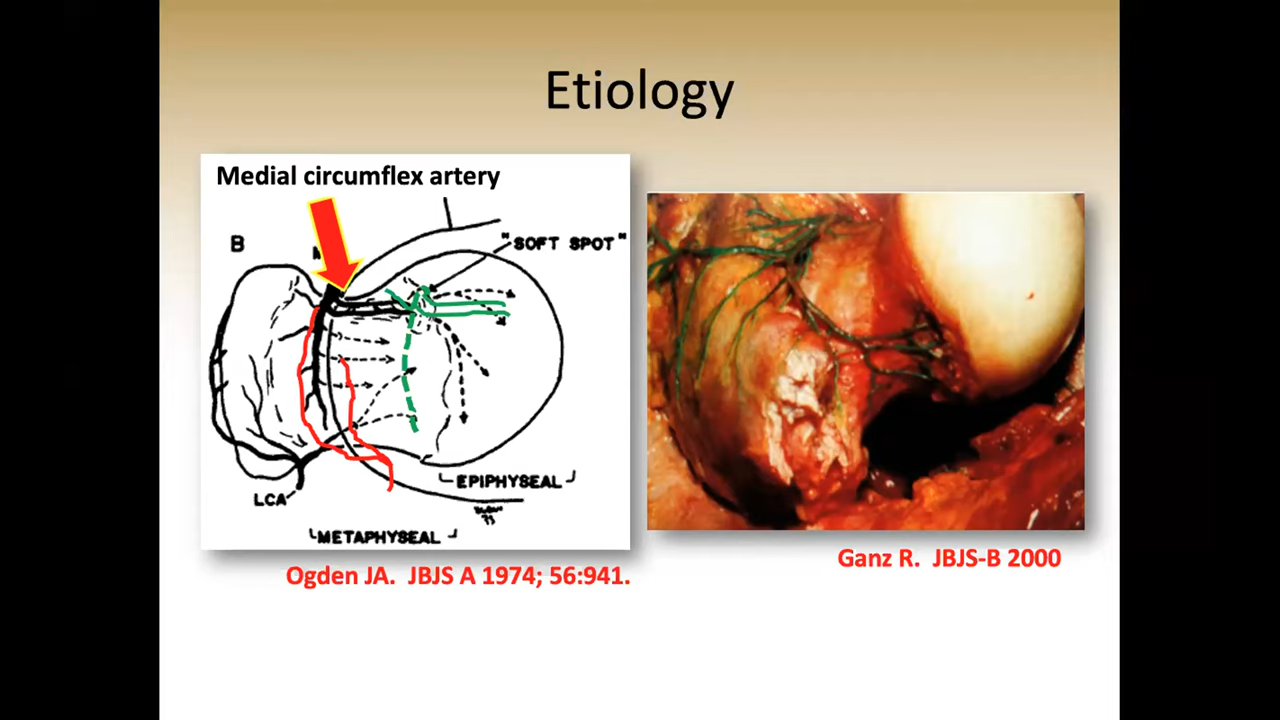 Etiology
Medial circumflex artery
B
"SOFT SPOT"
LCA
EPIPHYSEAL
METAPHYSEAL
Ogden JA. JBJS A 1974; 56:941.
Ganz R. JBJS-B 2000